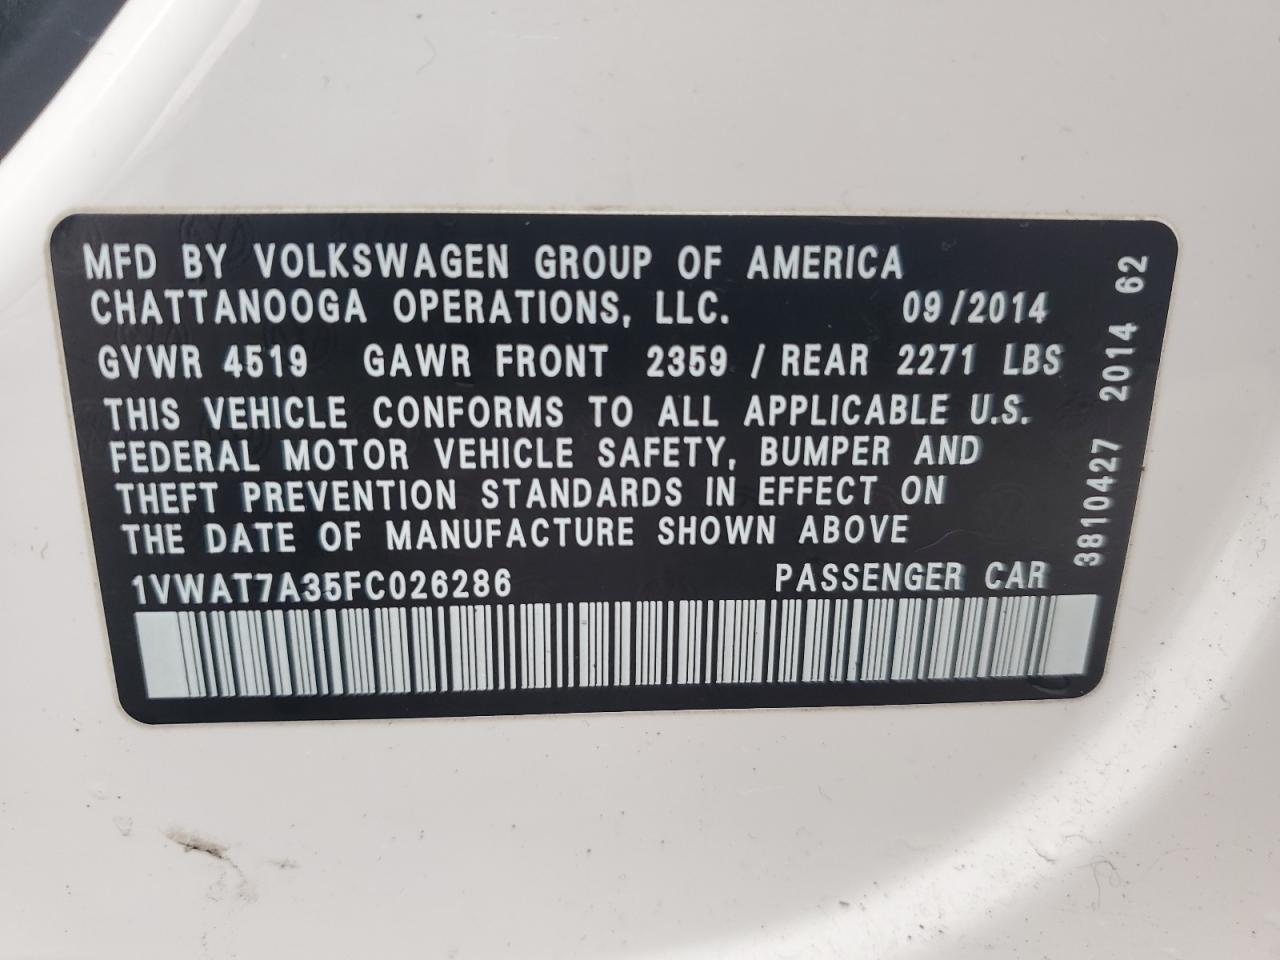 MFD BY VOLKSWAGEN GROUP OF AMERICA
CHATTANOOGA OPERATIONS, LLC. 09/2014
GVWR 4519 GAWR FRONT 2359 / REAR 2271 LBS
THIS VEHICLE CONFORMS TO ALL APPLICABLE U.S.
FEDERAL MOTOR VEHICLE SAFETY, BUMPER AND
THEFT PREVENTION STANDARDS IN EFFECT ON
THE DATE OF MANUFACTURE SHOWN ABOVE
1VWAT7A35FC026286 PASSENGER CAR
3810427 2014 62